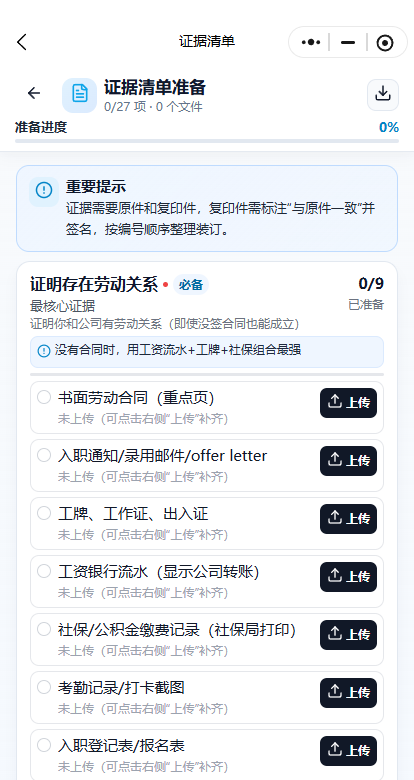 证据清单
证据清单准备
0/27 项 · 0 个文件
准备进度
0%
重要提示
证据需要原件和复印件，复印件需标注"与原件一致"并
签名，按编号顺序整理装订。
证明存在劳动关系
必备
0/9
最核心证据
已准备
证明你和公司有劳动关系（即使没签合同也能成立）
没有合同时，用工资流水+工牌+社保组合最强
书面劳动合同（重点页）
未上传（可点击右侧"上传"补齐）
上传
入职通知/录用邮件/offer letter
未上传（可点击右侧"上传"补齐）
上传
工牌、工作证、出入证
未上传（可点击右侧"上传"补齐）
上传
工资银行流水（显示公司转账）
未上传（可点击右侧"上传"补齐）
上传
社保/公积金缴费记录（社保局打印）
未上传（可点击右侧"上传"补齐）
上传
考勤记录/打卡截图
未上传（可点击右侧"上传"补齐）
上传
入职登记表/报名表
未上传（可点击右侧"上传"补齐）
上传